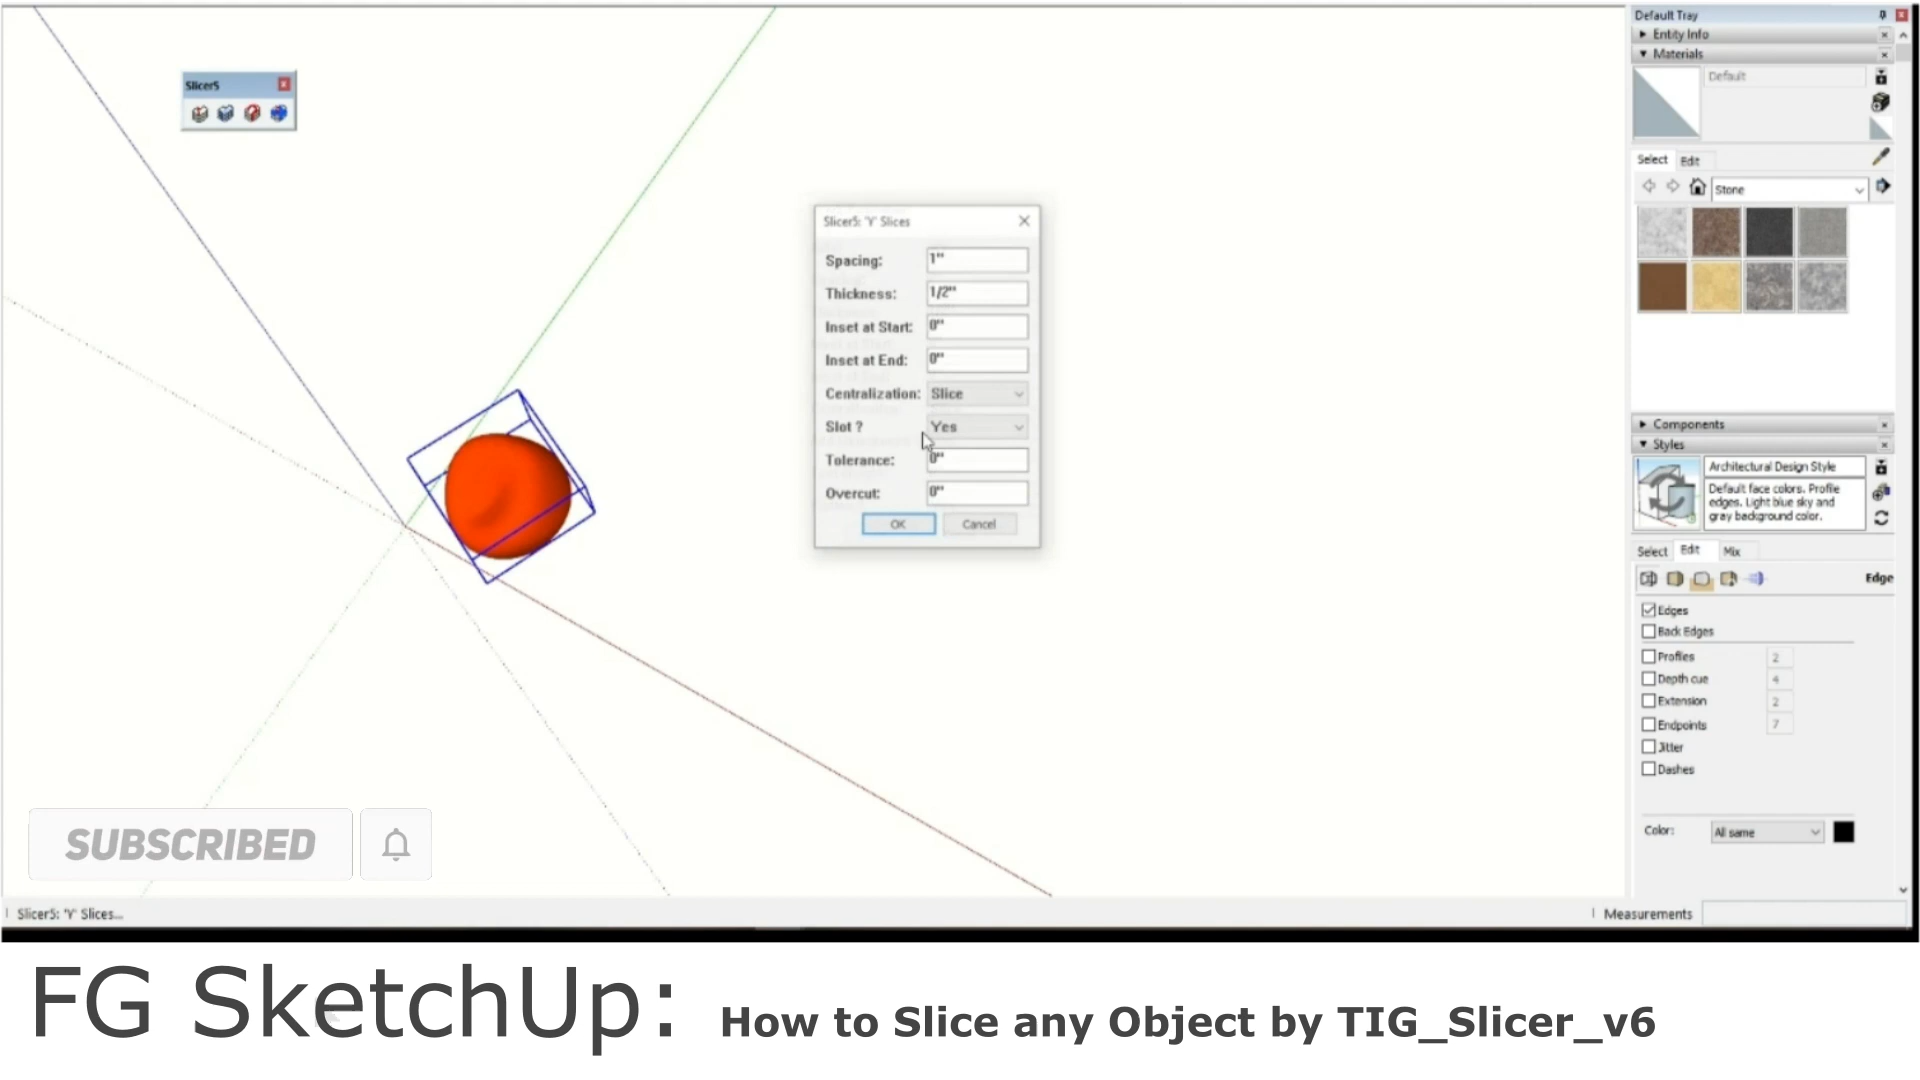 Slicer5
Slicer5: 'Y' Slices
Spacing: 1"
Thickness: 1/2"
Inset at Start: 0"
Inset at End: 0"
Centralization: Slice
Slot ? Yes
Tolerance: 0"
Overcut: 0"
OK Cancel
Default Tray
Entity Info
Materials
Default
Select Edit
Stone
Components
Styles
Architectural Design Style
Default face colors. Profile
edges. Light blue sky and
gray background color.
Select Edit Mix
Edge
Edges
Back Edges
Profiles 2
Depth cue 4
Extension 2
Endpoints 7
Jitter
Dashes
Color: All same
SUBSCRIBED
Slicer5: 'Y' Slices...
Measurements
FG SketchUp: How to Slice any Object by TIG_Slicer_v6